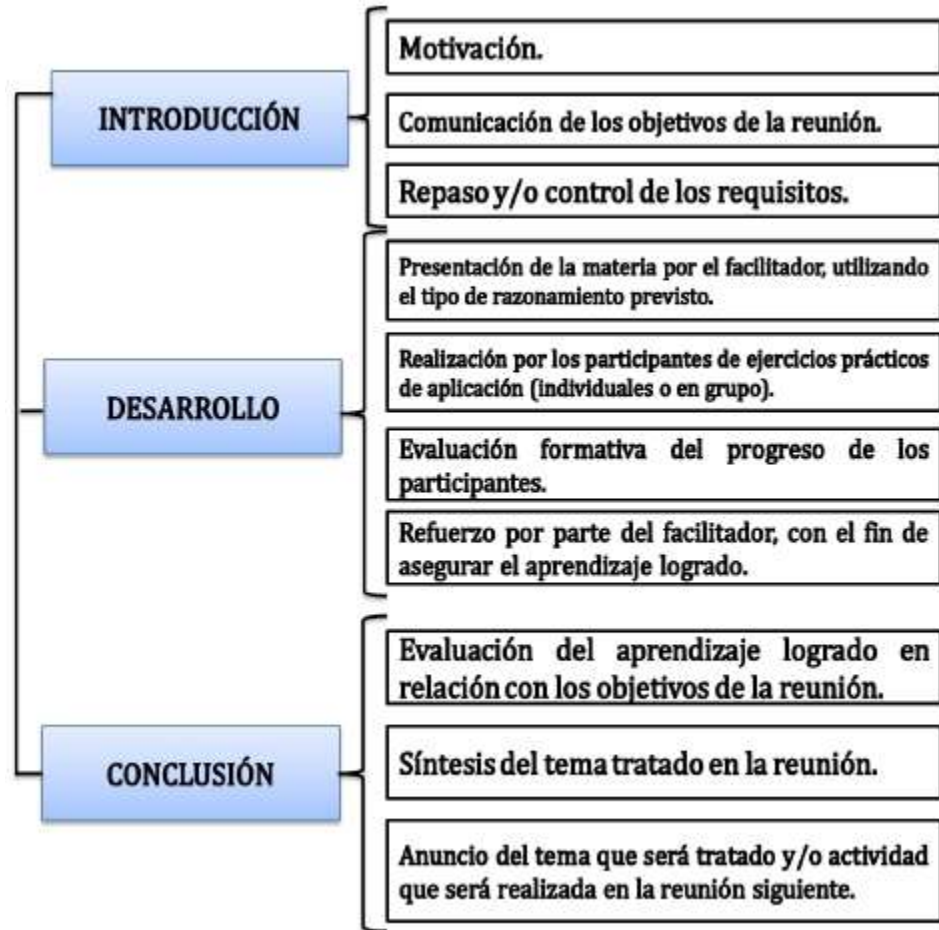 INTRODUCCIÓN
Motivación.
Comunicación de los objetivos de la reunión.
Repaso y/o control de los requisitos.
DESARROLLO
Presentación de la materia por el facilitador, utilizando
el tipo de razonamiento previsto.
Realización por los participantes de ejercicios prácticos
de aplicación (individuales o en grupo).
Evaluación formativa del progreso de los
participantes.
Refuerzo por parte del facilitador, con el fin de
asegurar el aprendizaje logrado.
CONCLUSIÓN
Evaluación del aprendizaje logrado en
relación con los objetivos de la reunión.
Síntesis del tema tratado en la reunión.
Anuncio del tema que será tratado y/o actividad
que será realizada en la reunión siguiente.